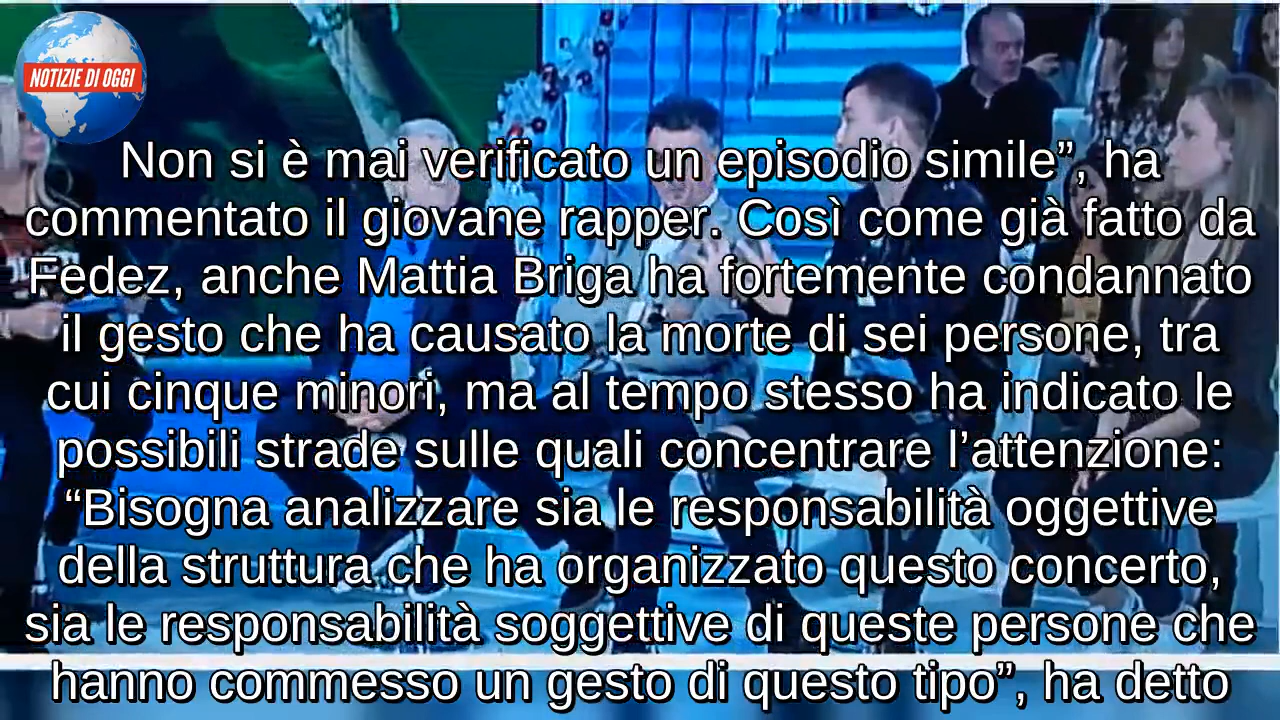 NOTIZIE DI OGGI
Non si è mai verificato un episodio simile”, ha
commentato il giovane rapper. Così come già fatto da
Fedez, anche Mattia Briga ha fortemente condannato
il gesto che ha causato la morte di sei persone, tra
cui cinque minori, ma al tempo stesso ha indicato le
possibili strade sulle quali concentrare l’attenzione:
“Bisogna analizzare sia le responsabilità oggettive
della struttura che ha organizzato questo concerto,
sia le responsabilità soggettive di queste persone che
hanno commesso un gesto di questo tipo”, ha detto